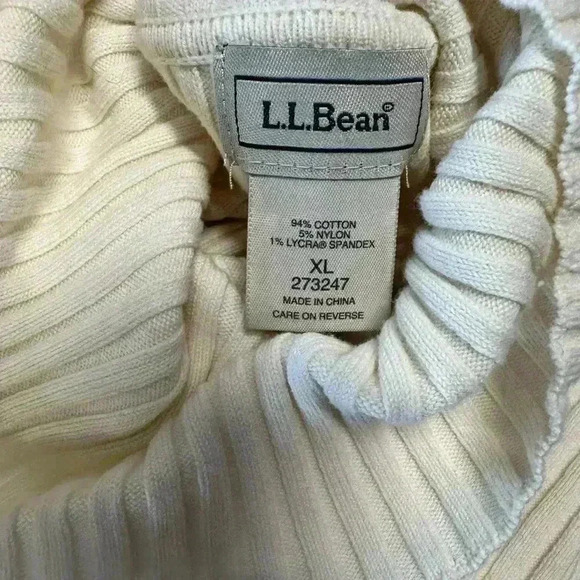 L.L.Bean®
94% COTTON
5% NYLON
1% LYCRA® SPANDEX
XL
273247
MADE IN CHINA
CARE ON REVERSE